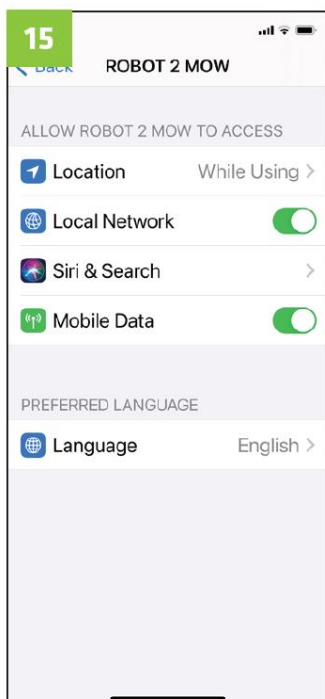 15
Back ROBOT 2 MOW
ALLOW ROBOT 2 MOW TO ACCESS
Location While Using
Local Network
Siri & Search
Mobile Data
PREFERRED LANGUAGE
Language English